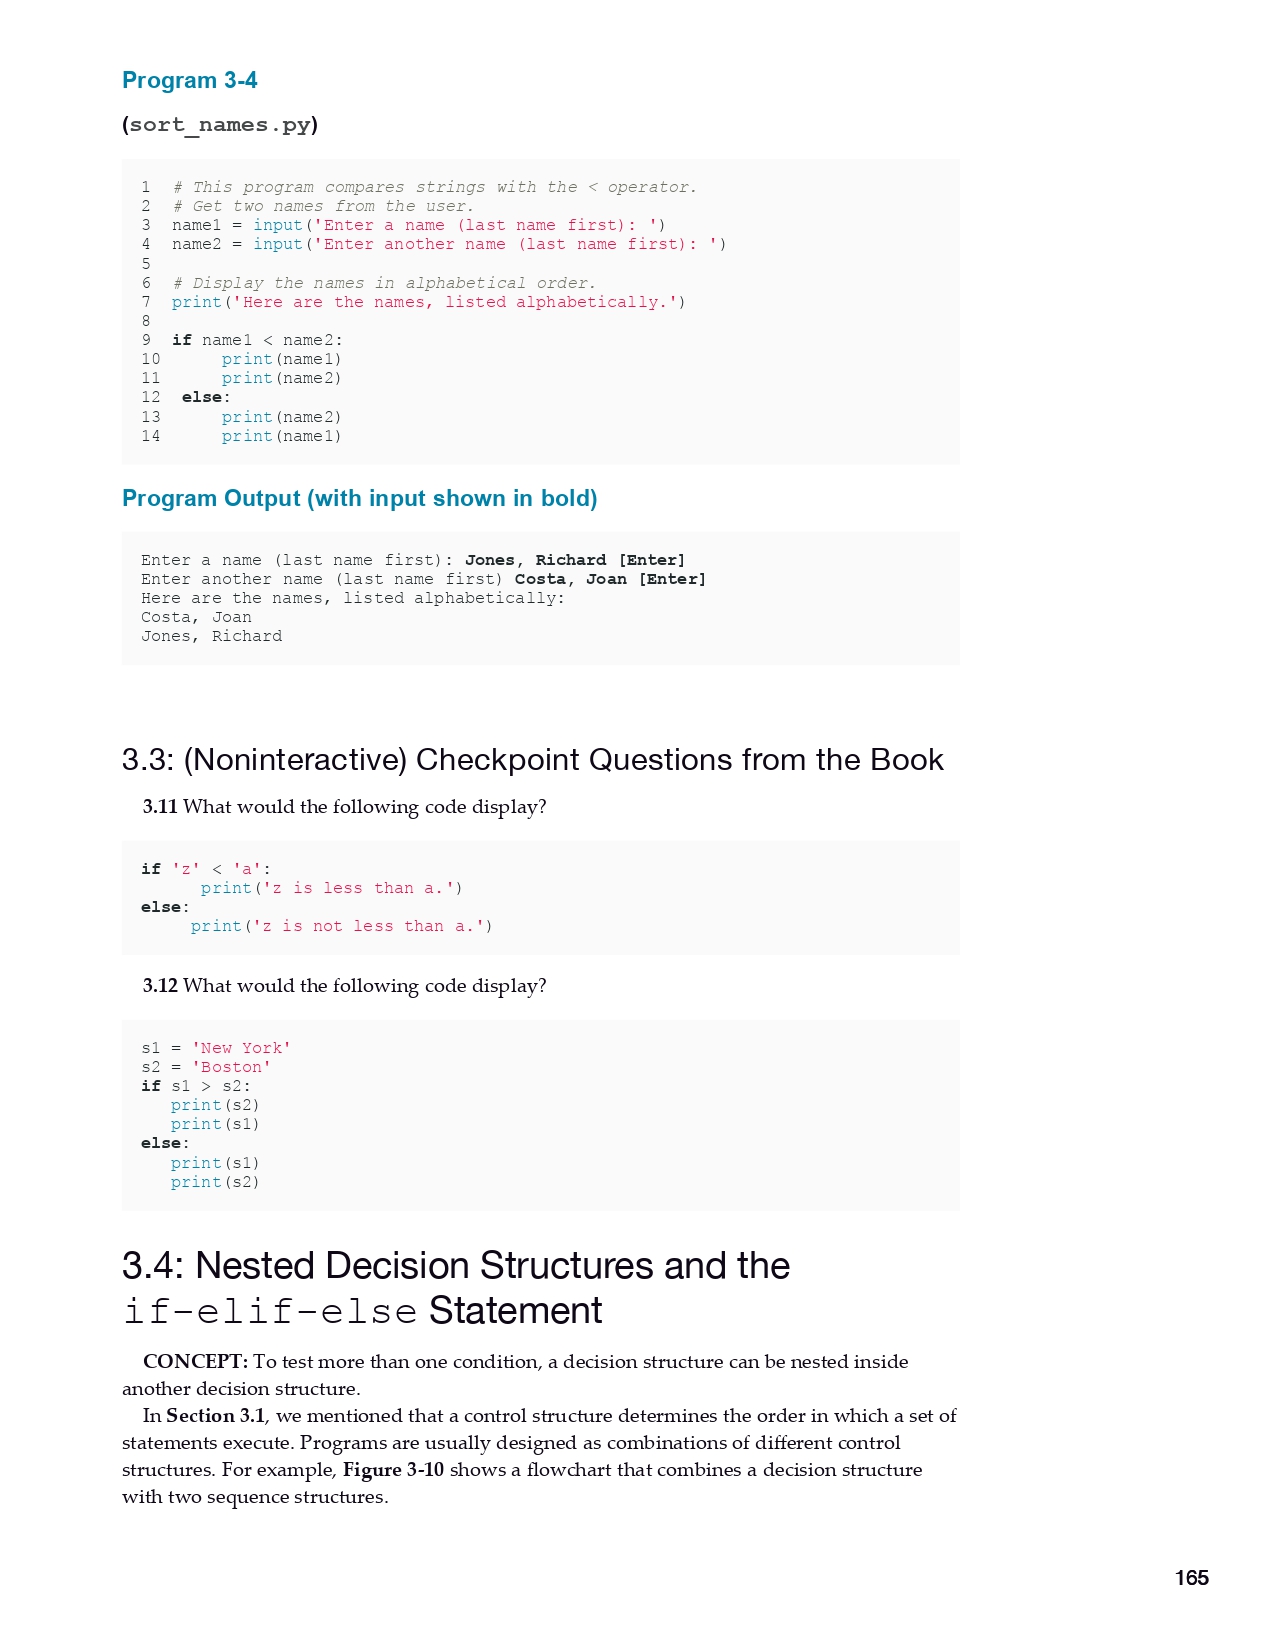 Program 3-4
(sort_names.py)
1  # This program compares strings with the < operator.
2  # Get two names from the user.
3  name1 = input('Enter a name (last name first): ')
4  name2 = input('Enter another name (last name first): ')
5
6  # Display the names in alphabetical order.
7  print('Here are the names, listed alphabetically.')
8
9  if name1 < name2:
10      print(name1)
11      print(name2)
12  else:
13      print(name2)
14      print(name1)
Program Output (with input shown in bold)
Enter a name (last name first): Jones, Richard [Enter]
Enter another name (last name first) Costa, Joan [Enter]
Here are the names, listed alphabetically:
Costa, Joan
Jones, Richard
3.3: (Noninteractive) Checkpoint Questions from the Book
3.11 What would the following code display?
if 'z' < 'a':
      print('z is less than a.')
else:
     print('z is not less than a.')
3.12 What would the following code display?
s1 = 'New York'
s2 = 'Boston'
if s1 > s2:
   print(s2)
   print(s1)
else:
   print(s1)
   print(s2)
3.4: Nested Decision Structures and the
if-elif-else Statement
CONCEPT: To test more than one condition, a decision structure can be nested inside
another decision structure.
In Section 3.1, we mentioned that a control structure determines the order in which a set of
statements execute. Programs are usually designed as combinations of different control
structures. For example, Figure 3-10 shows a flowchart that combines a decision structure
with two sequence structures.
165